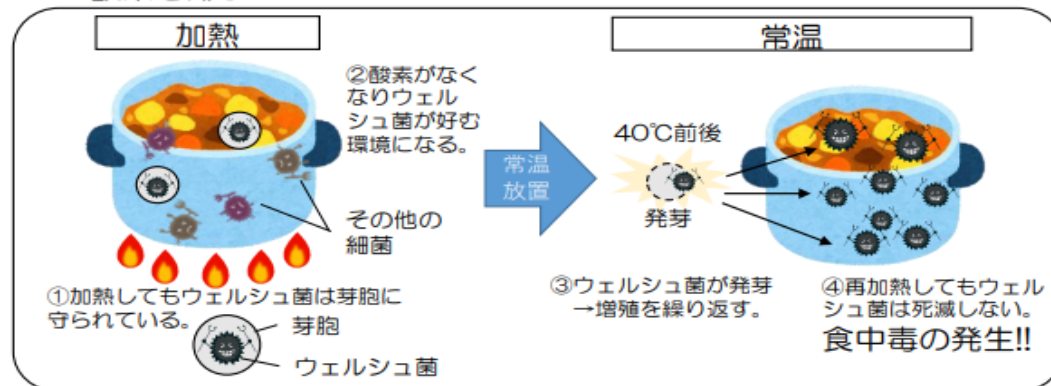 加熱
②酸素がなく
なりウェル
シュ菌が好む
環境になる。
その他の
細菌
①加熱してもウェルシュ菌は芽胞に
守られている。
芽胞
ウェルシュ菌
常温
放置
常温
40℃前後
発芽
③ウェルシュ菌が発芽
→増殖を繰り返す。
④再加熱してもウェル
シュ菌は死滅しない。
食中毒の発生!!